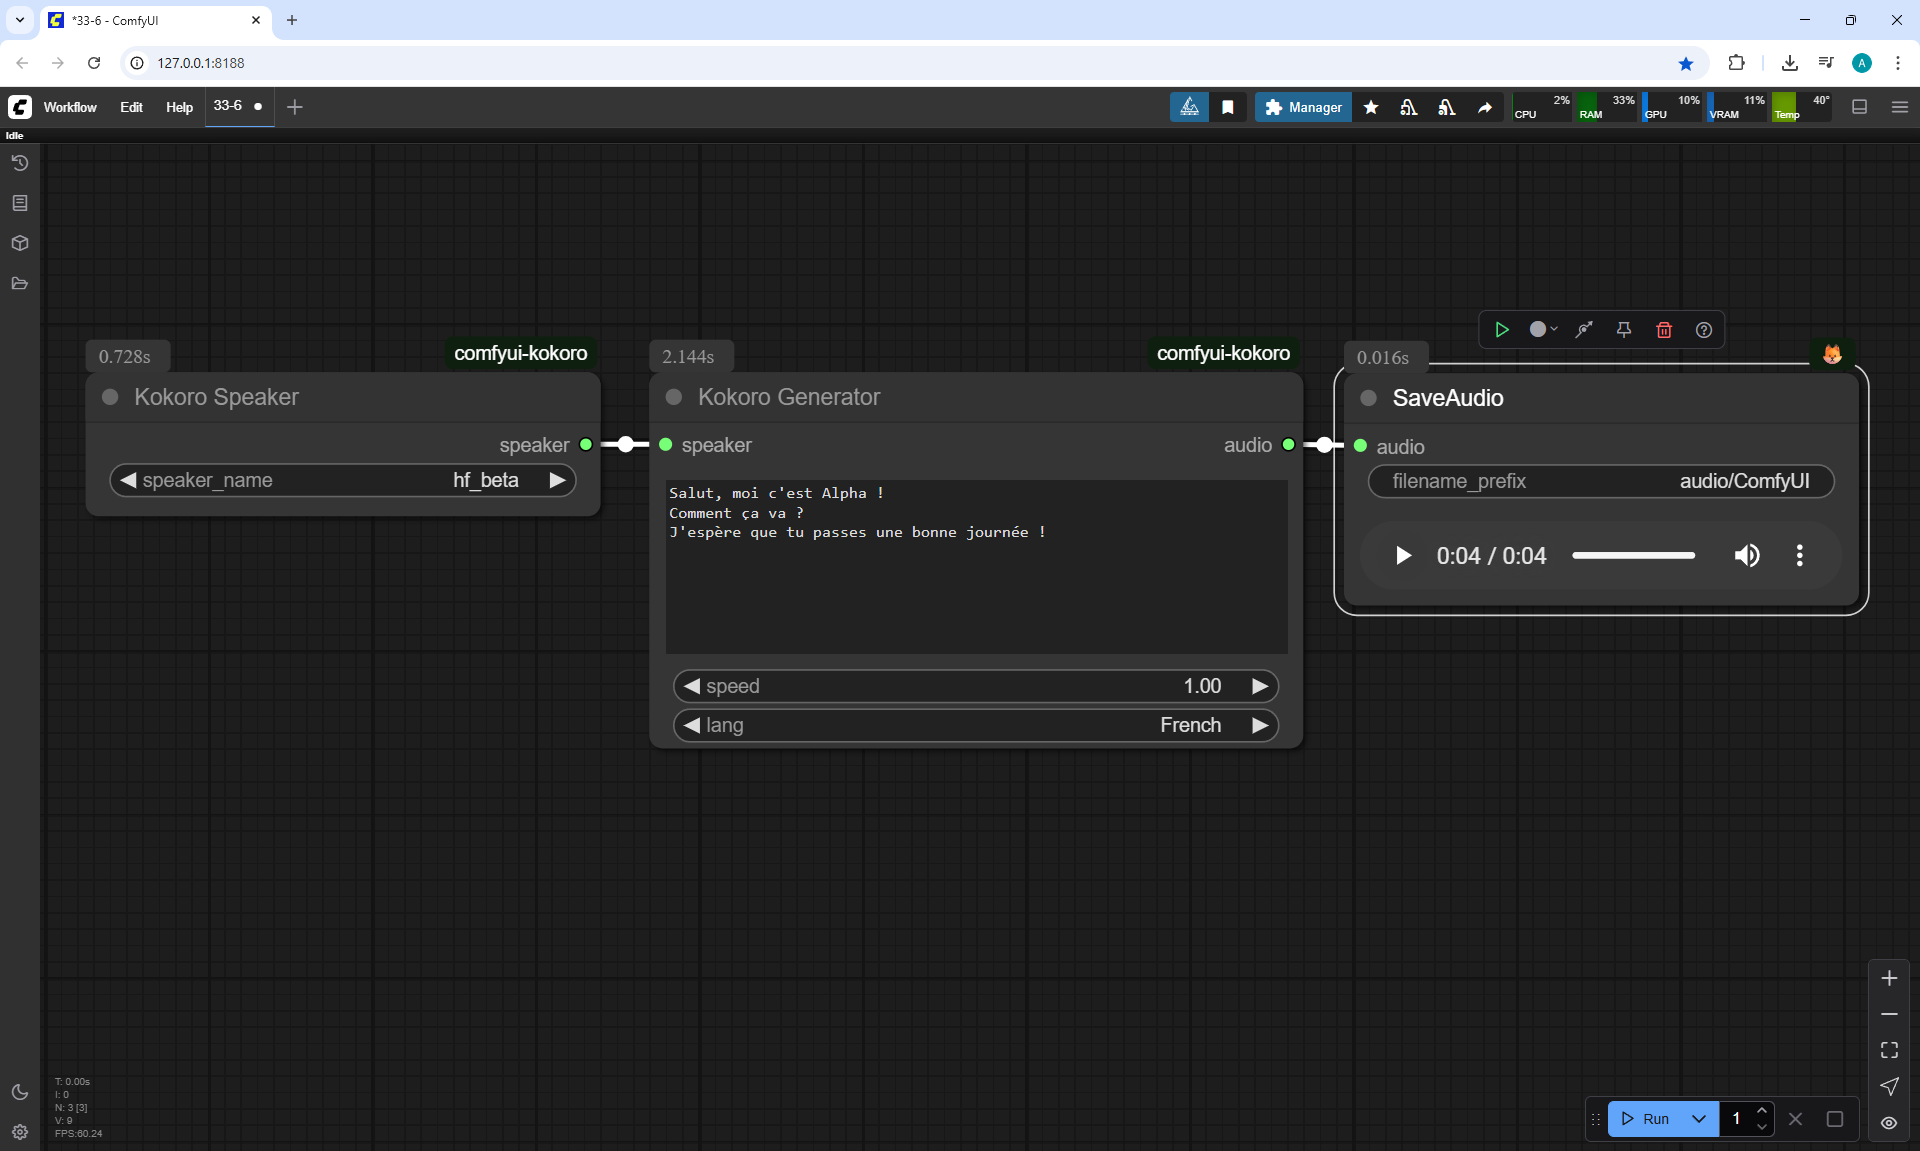 *33-6 - ComfyUI
127.0.0.1:8188
A
Workflow Edit Help 33-6
Manager
2% CPU 33% RAM 10% GPU 11% VRAM 40° Temp
Idle
0.728s
comfyui-kokoro
Kokoro Speaker
speaker
speaker_name hf_beta
2.144s
comfyui-kokoro
Kokoro Generator
speaker audio
Salut, moi c'est Alpha !
Comment ça va ?
J'espère que tu passes une bonne journée !
speed 1.00
lang French
0.016s
SaveAudio
audio
filename_prefix audio/ComfyUI
0:04 / 0:04
T: 0.00s
I: 0
N: 3 [3]
V: 9
FPS:60.24
Run 1